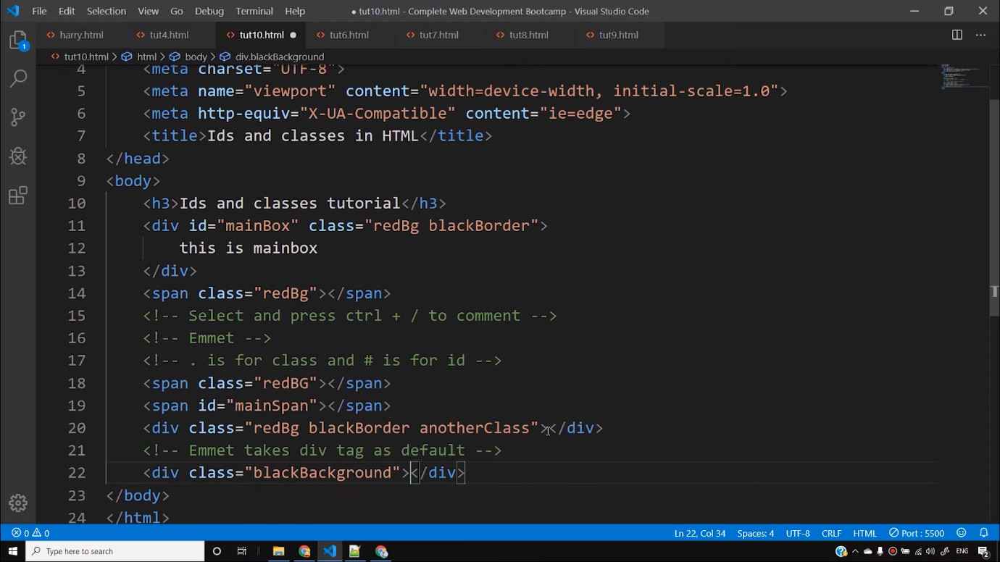 File Edit Selection View Go Debug Terminal Help ● tut10.html - Complete Web Development Bootcamp - Visual Studio Code
harry.html tut4.html tut10.html tut6.html tut7.html tut8.html tut9.html
1
tut10.html > html > body > div.blackBackground
4 <meta charset="UTF-8">
5 <meta name="viewport" content="width=device-width, initial-scale=1.0">
6 <meta http-equiv="X-UA-Compatible" content="ie=edge">
7 <title>Ids and classes in HTML</title>
8 </head>
9 <body>
10 <h3>Ids and classes tutorial</h3>
11 <div id="mainBox" class="redBg blackBorder">
12 this is mainbox
13 </div>
14 <span class="redBg"></span>
15 <!-- Select and press ctrl + / to comment -->
16 <!-- Emmet -->
17 <!-- . is for class and # is for id -->
18 <span class="redBG"></span>
19 <span id="mainSpan"></span>
20 <div class="redBg blackBorder anotherClass"></div>
21 <!-- Emmet takes div tag as default -->
22 <div class="blackBackground"></div>
23 </body>
24 </html>
0 0 Ln 22, Col 34 Spaces: 4 UTF-8 CRLF HTML Port : 5500
Type here to search ENG 2